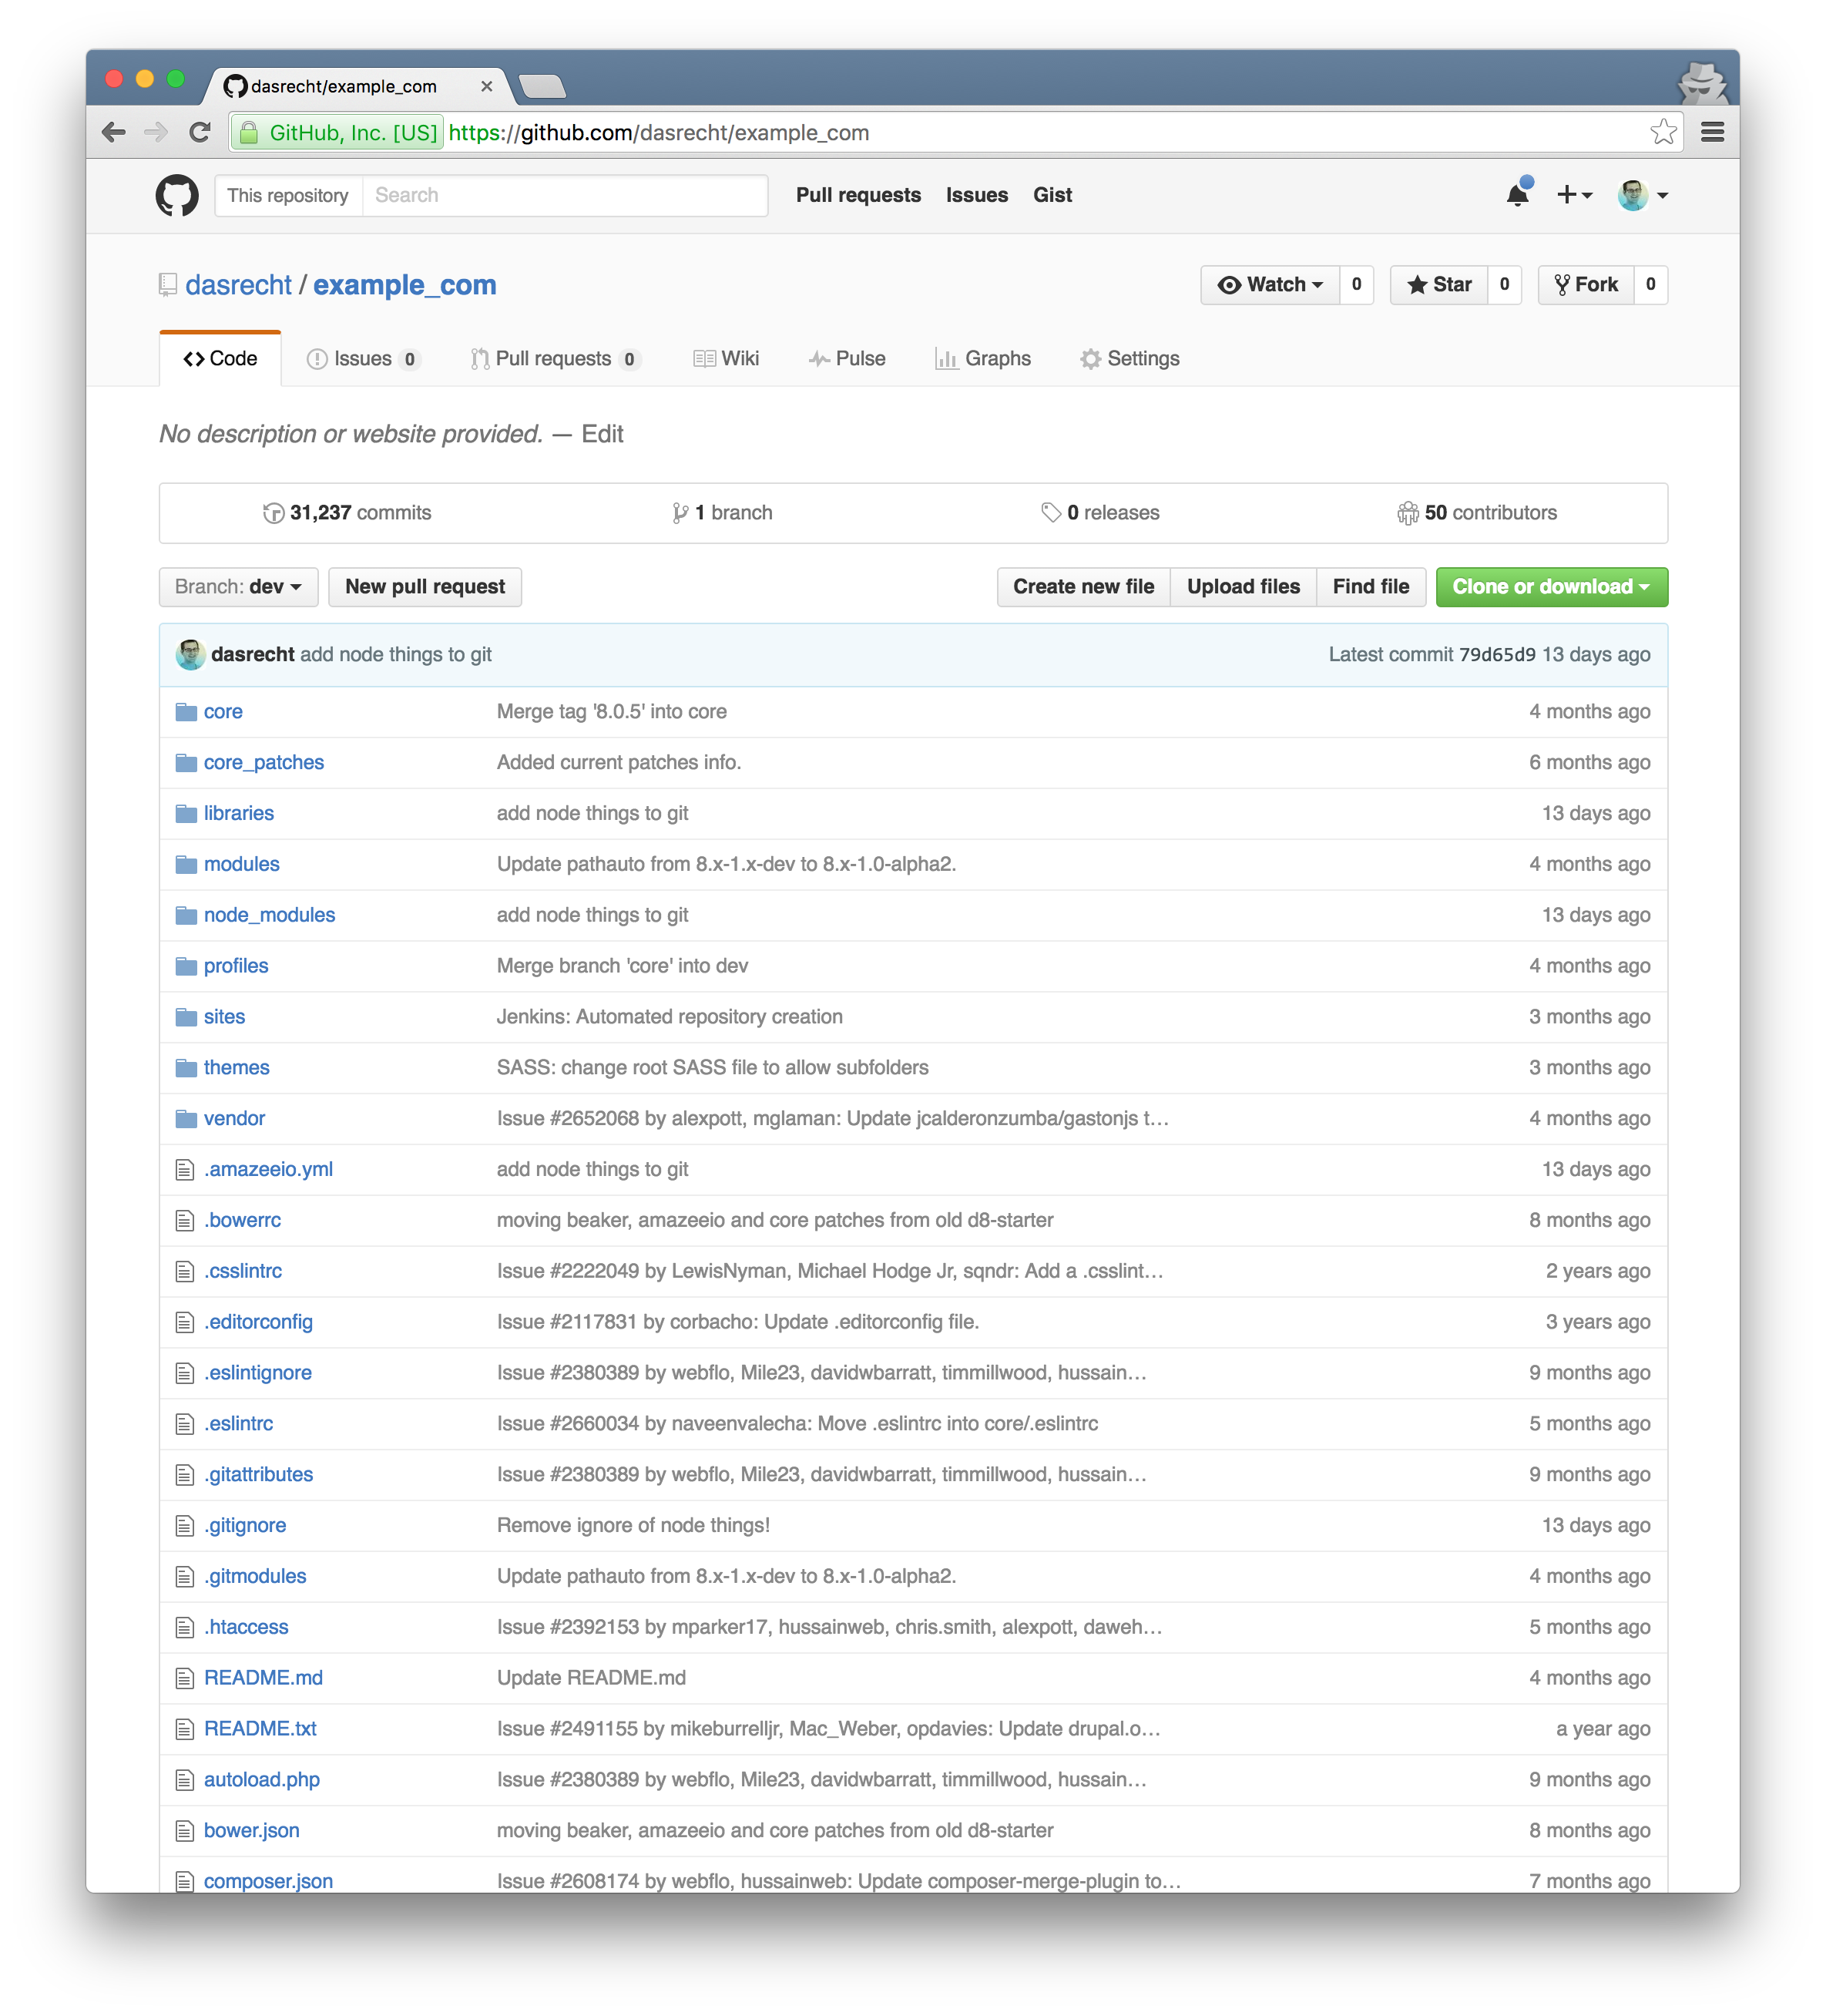 dasrecht/example_com
GitHub, Inc. [US] https://github.com/dasrecht/example_com
This repository Search Pull requests Issues Gist
dasrecht / example_com Watch 0 Star 0 Fork 0
Code Issues 0 Pull requests 0 Wiki Pulse Graphs Settings
No description or website provided. — Edit
31,237 commits 1 branch 0 releases 50 contributors
Branch: dev New pull request Create new file Upload files Find file Clone or download
dasrecht add node things to git Latest commit 79d65d9 13 days ago
core Merge tag '8.0.5' into core 4 months ago
core_patches Added current patches info. 6 months ago
libraries add node things to git 13 days ago
modules Update pathauto from 8.x-1.x-dev to 8.x-1.0-alpha2. 4 months ago
node_modules add node things to git 13 days ago
profiles Merge branch 'core' into dev 4 months ago
sites Jenkins: Automated repository creation 3 months ago
themes SASS: change root SASS file to allow subfolders 3 months ago
vendor Issue #2652068 by alexpott, mglaman: Update jcalderonzumba/gastonjs t… 4 months ago
.amazeeio.yml add node things to git 13 days ago
.bowerrc moving beaker, amazeeio and core patches from old d8-starter 8 months ago
.csslintrc Issue #2222049 by LewisNyman, Michael Hodge Jr, sqndr: Add a .csslint… 2 years ago
.editorconfig Issue #2117831 by corbacho: Update .editorconfig file. 3 years ago
.eslintignore Issue #2380389 by webflo, Mile23, davidwbarratt, timmillwood, hussain… 9 months ago
.eslintrc Issue #2660034 by naveenvalecha: Move .eslintrc into core/.eslintrc 5 months ago
.gitattributes Issue #2380389 by webflo, Mile23, davidwbarratt, timmillwood, hussain… 9 months ago
.gitignore Remove ignore of node things! 13 days ago
.gitmodules Update pathauto from 8.x-1.x-dev to 8.x-1.0-alpha2. 4 months ago
.htaccess Issue #2392153 by mparker17, hussainweb, chris.smith, alexpott, daweh… 5 months ago
README.md Update README.md 4 months ago
README.txt Issue #2491155 by mikeburrelljr, Mac_Weber, opdavies: Update drupal.o… a year ago
autoload.php Issue #2380389 by webflo, Mile23, davidwbarratt, timmillwood, hussain… 9 months ago
bower.json moving beaker, amazeeio and core patches from old d8-starter 8 months ago
composer.json Issue #2608174 by webflo, hussainweb: Update composer-merge-plugin to… 7 months ago